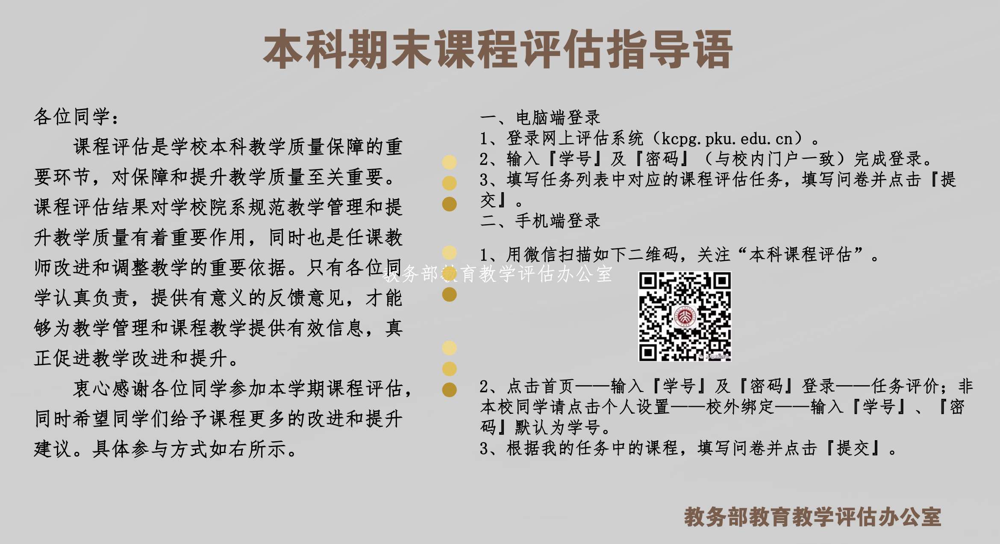 本科期末课程评估指导语
各位同学：
课程评估是学校本科教学质量保障的重
要环节，对保障和提升教学质量至关重要。
课程评估结果对学校院系规范教学管理和提
升教学质量有着重要作用，同时也是任课教
师改进和调整教学的重要依据。只有各位同
学认真负责，提供有意义的反馈意见，才能
够为教学管理和课程教学提供有效信息，真
正促进教学改进和提升。
衷心感谢各位同学参加本学期课程评估，
同时希望同学们给予课程更多的改进和提升
建议。具体参与方式如右所示。
教务部教育教学评估办公室
一、电脑端登录
1、登录网上评估系统（kcpg.pku.edu.cn）。
2、输入『学号』及『密码』（与校内门户一致）完成登录。
3、填写任务列表中对应的课程评估任务，填写问卷并点击『提
交』。
二、手机端登录
1、用微信扫描如下二维码，关注“本科课程评估”。
本科课程评估
2、点击首页——输入『学号』及『密码』登录——任务评价；非
本校同学请点击个人设置——校外绑定——输入『学号』、『密
码』默认为学号。
3、根据我的任务中的课程，填写问卷并点击『提交』。
教务部教育教学评估办公室